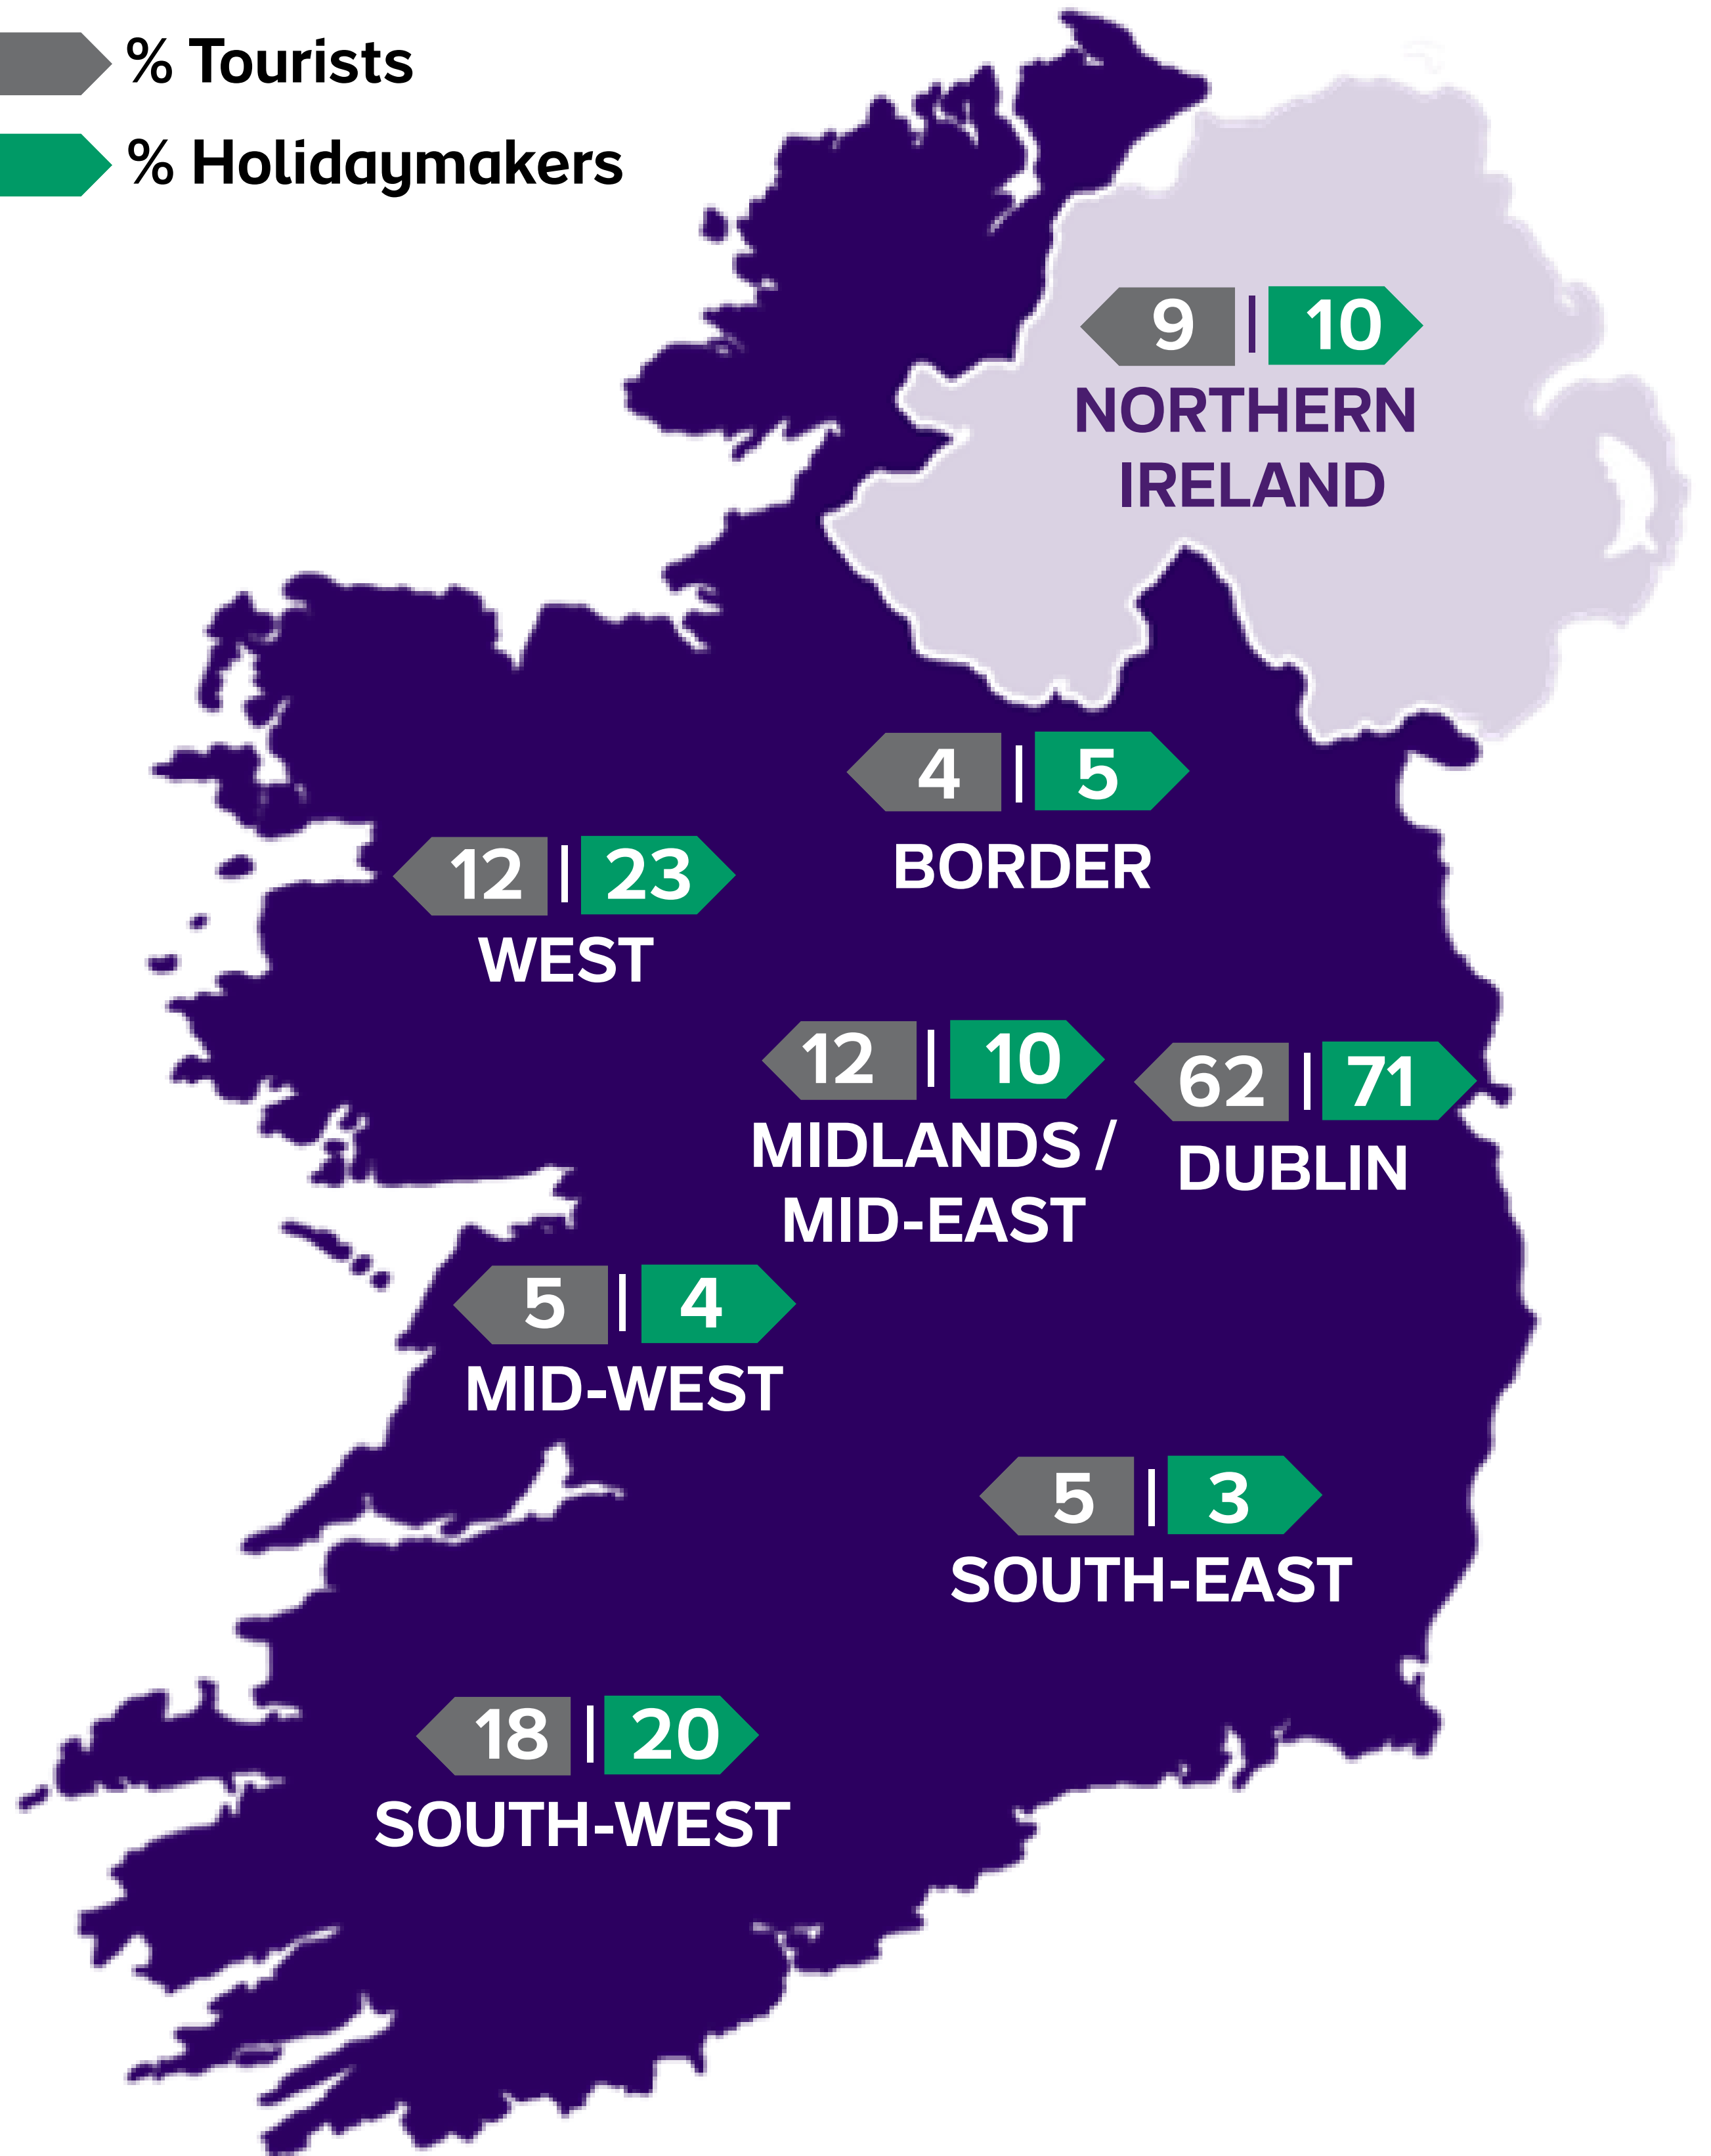 % Tourists
% Holidaymakers
9 | 10
NORTHERN
IRELAND
4 | 5
BORDER
12 | 23
WEST
12 | 10
MIDLANDS /
MID-EAST
62 | 71
DUBLIN
5 | 4
MID-WEST
5 | 3
SOUTH-EAST
18 | 20
SOUTH-WEST